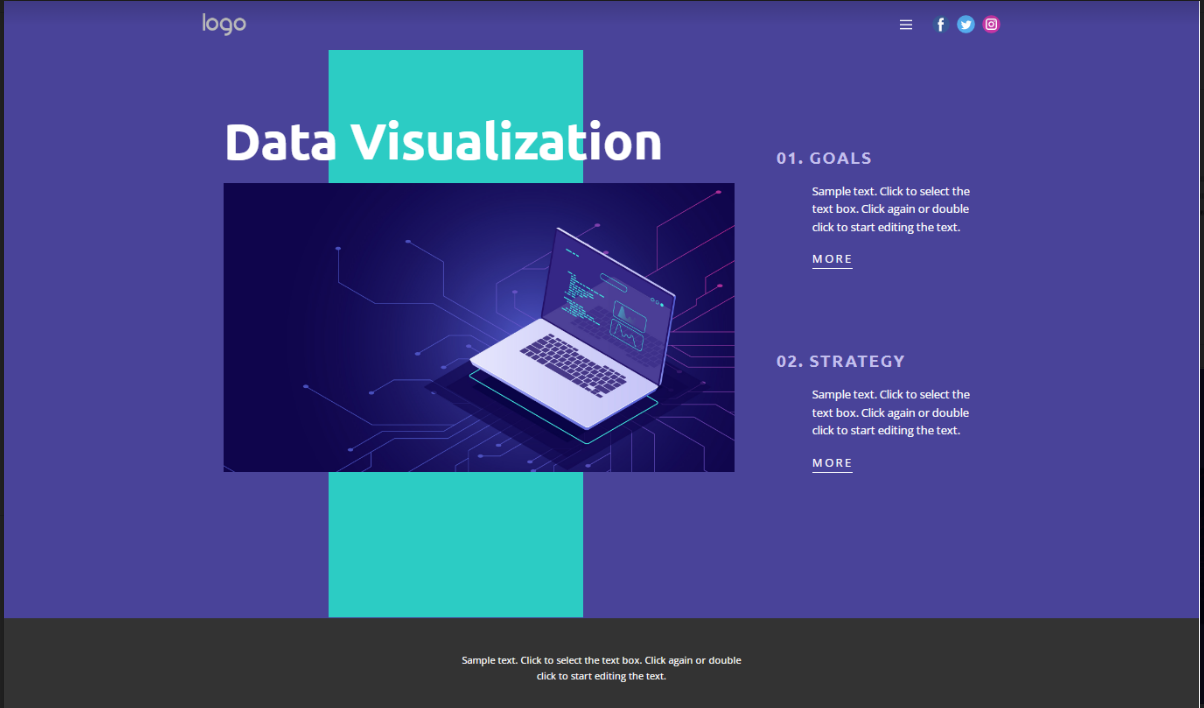 logo
Data Visualization
01. GOALS
Sample text. Click to select the
text box. Click again or double
click to start editing the text.
MORE
02. STRATEGY
Sample text. Click to select the
text box. Click again or double
click to start editing the text.
MORE
Sample text. Click to select the text box. Click again or double
click to start editing the text.